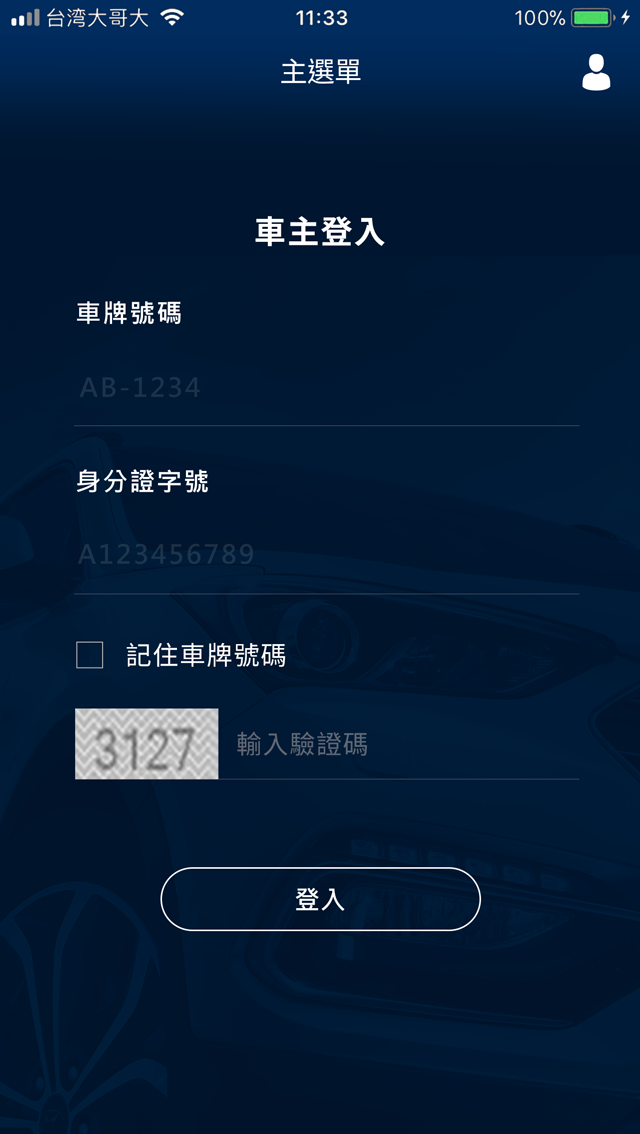 台湾大哥大 11:33 100%
主選單
車主登入
車牌號碼
AB-1234
身分證字號
A123456789
記住車牌號碼
3127 輸入驗證碼
登入